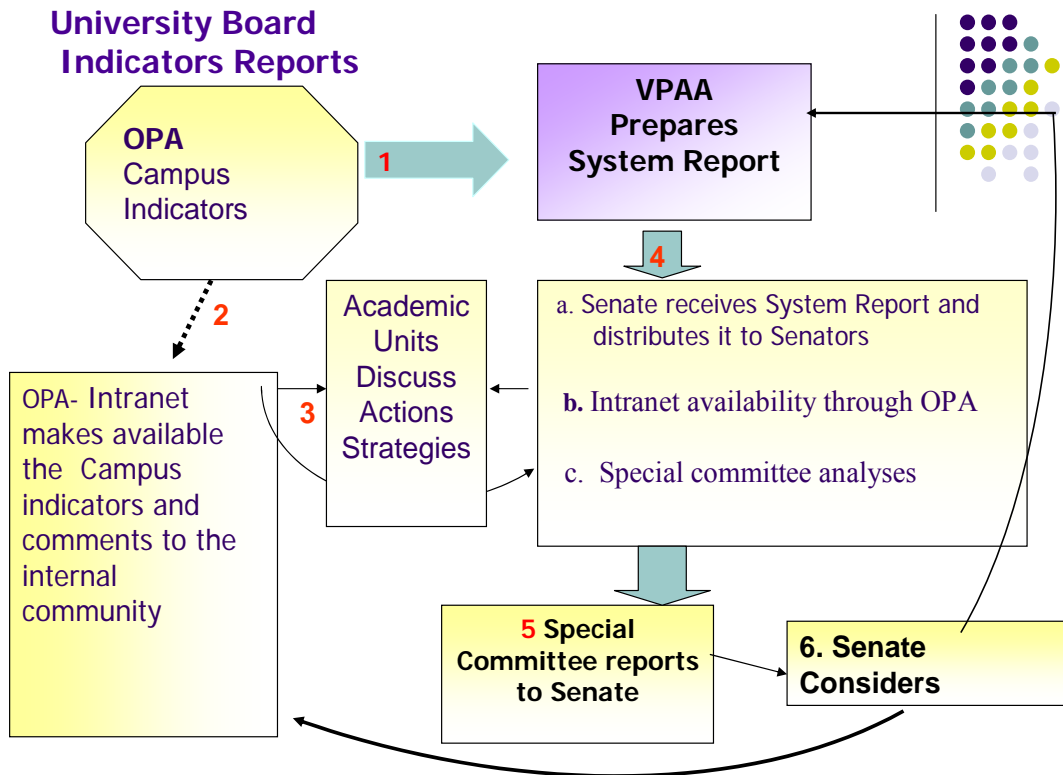 University Board
Indicators Reports
OPA
Campus
Indicators
1
VPAA
Prepares
System Report
2
4
Academic
Units
Discuss
Actions
Strategies
a. Senate receives System Report and
distributes it to Senators
b. Intranet availability through OPA
c. Special committee analyses
OPA- Intranet
makes available
the Campus
indicators and
comments to the
internal
community
3
5 Special
Committee reports
to Senate
6. Senate
Considers